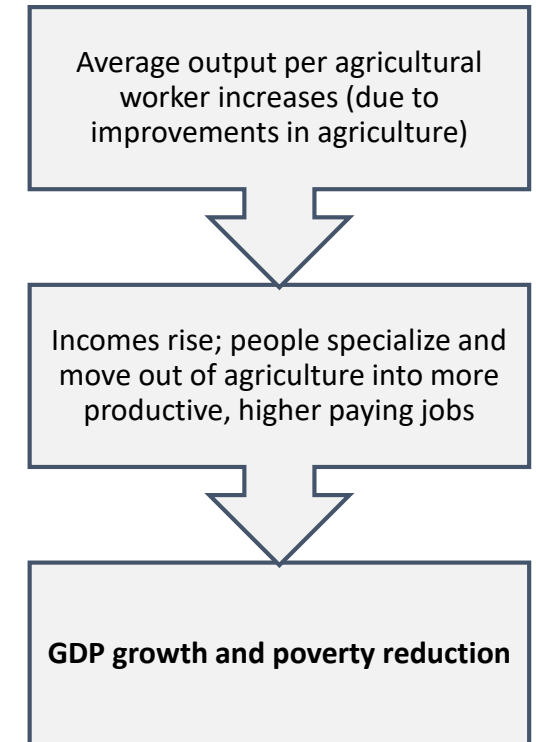 Average output per agricultural
worker increases (due to
improvements in agriculture)
Incomes rise; people specialize and
move out of agriculture into more
productive, higher paying jobs
GDP growth and poverty reduction